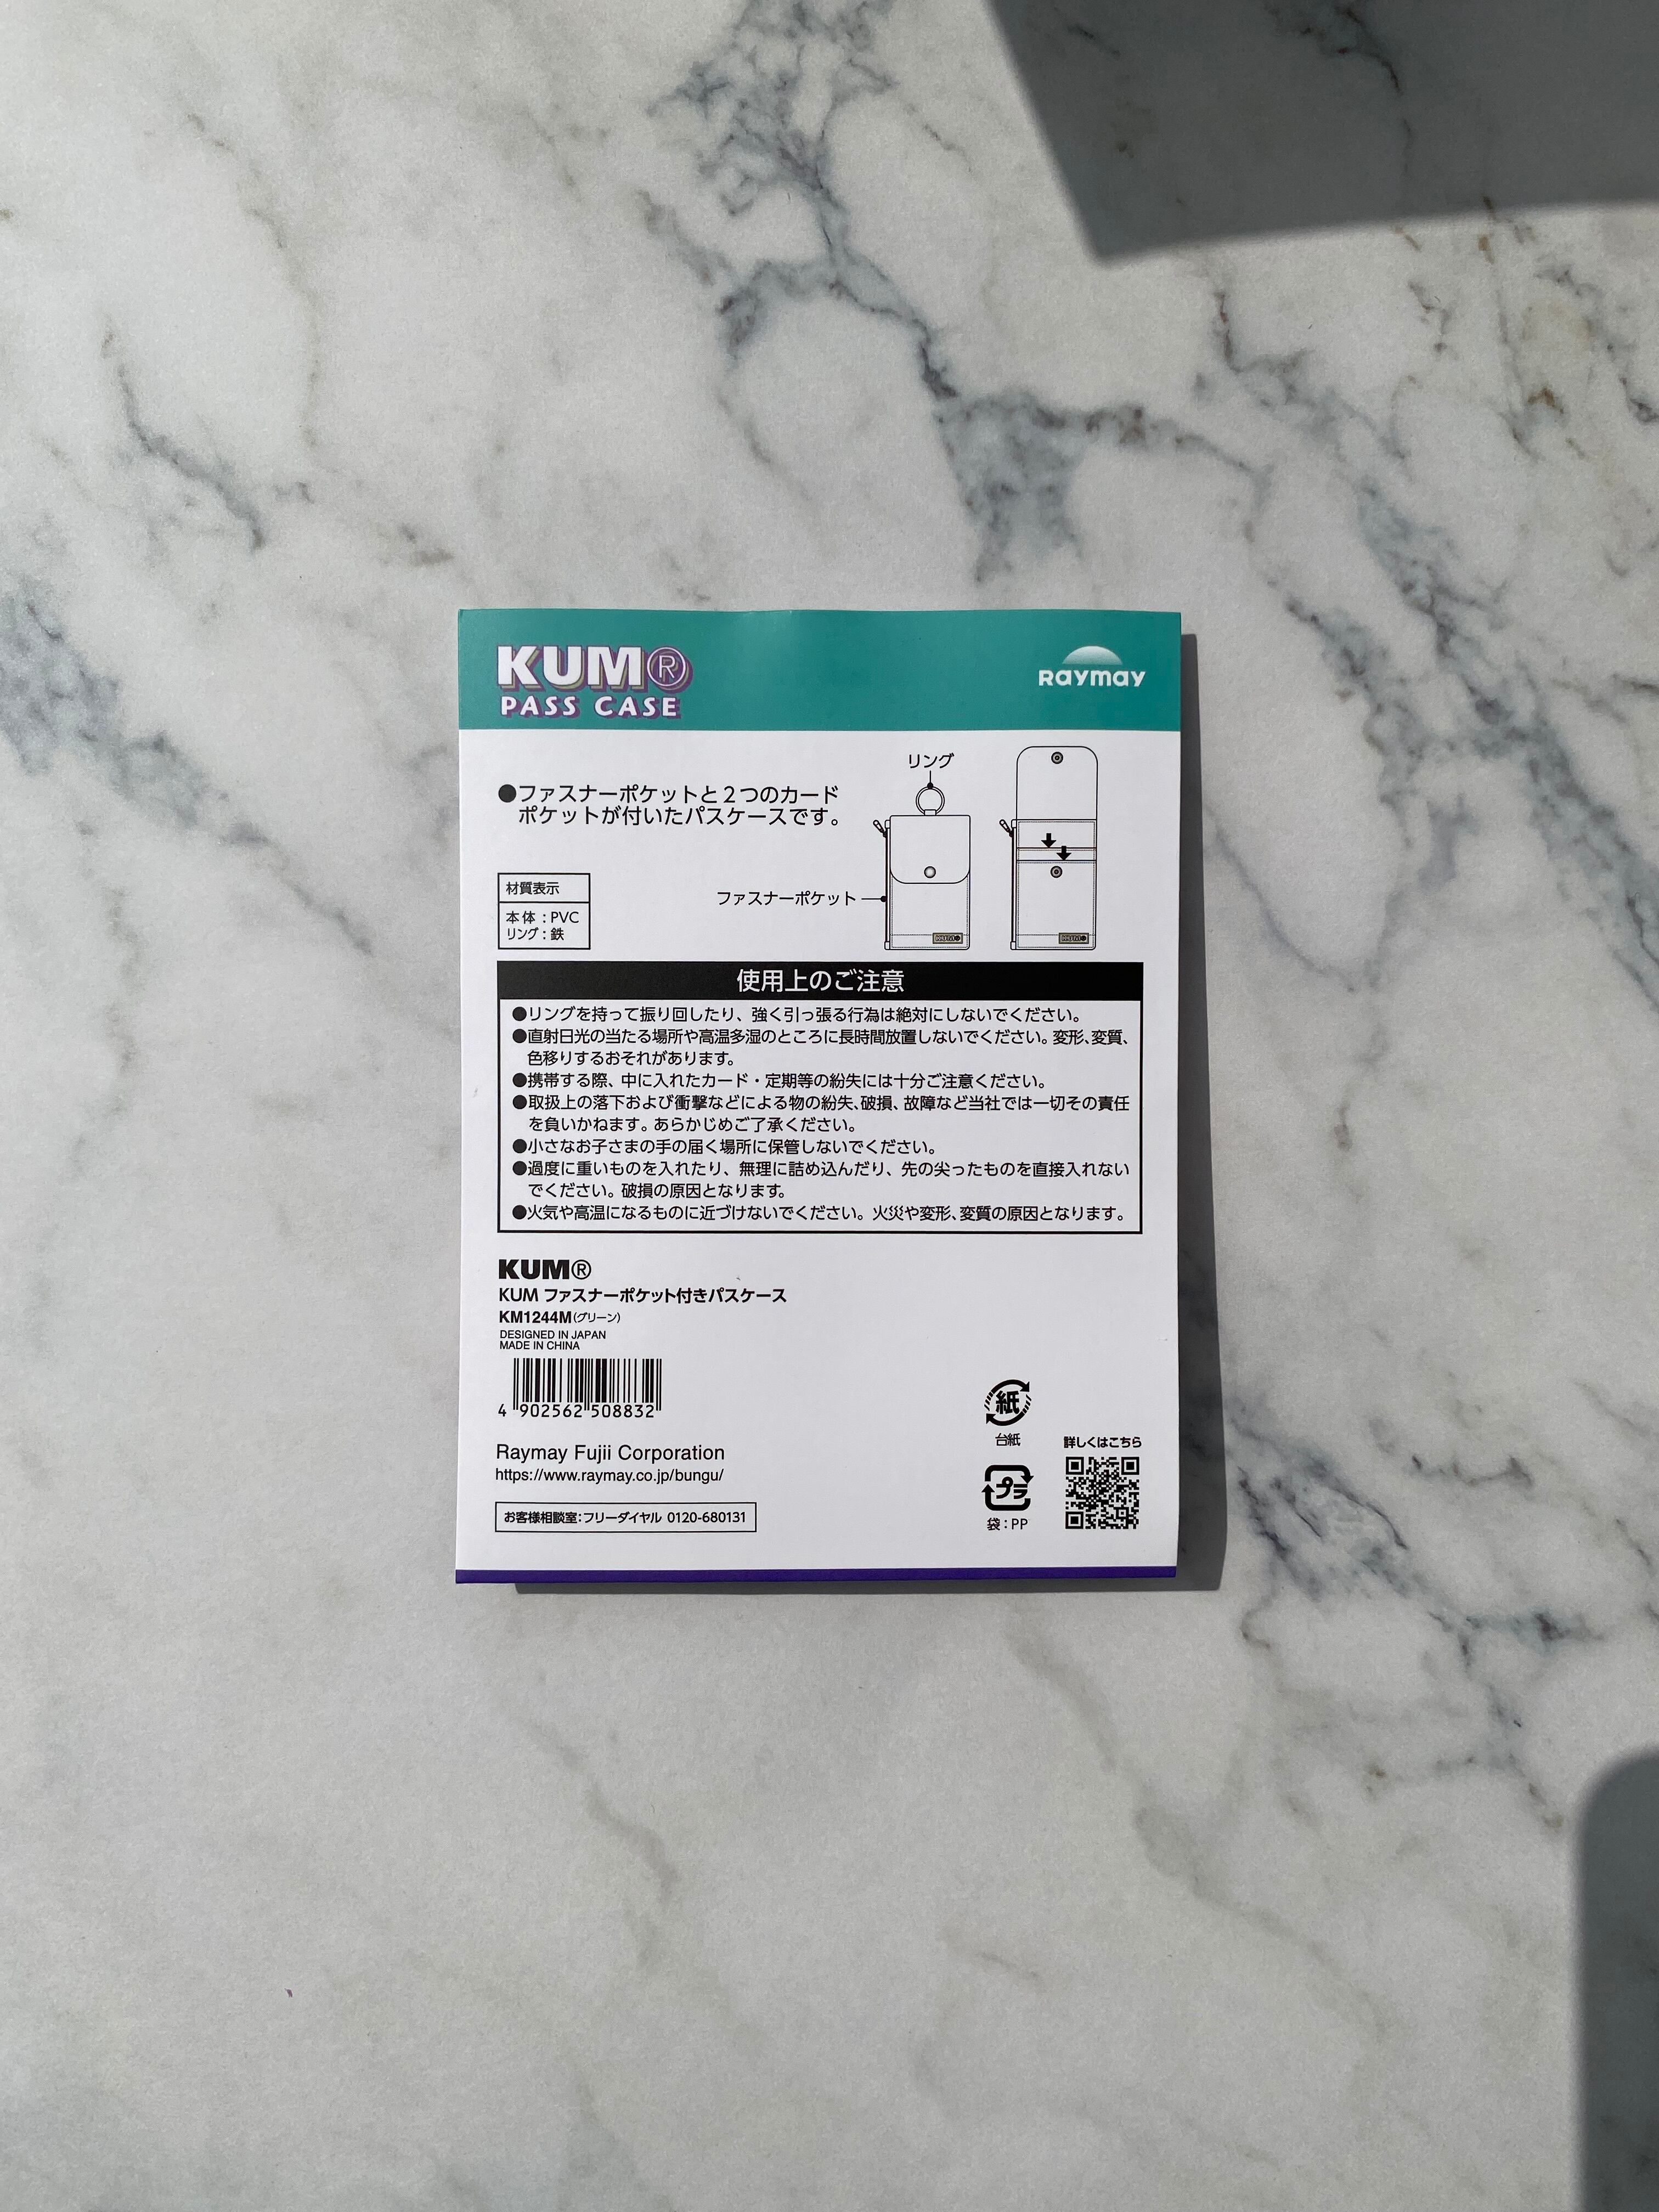 KUM®
PASS CASE
Raymay
●ファスナーポケットと2つのカード
ポケットが付いたパスケースです。
リング
ファスナーポケット
材質表示
本体：PVC
リング：鉄
使用上のご注意
●リングを持って振り回したり、強く引っ張る行為は絶対にしないでください。
●直射日光の当たる場所や高温多湿のところに長時間放置しないでください。変形、変質、
色移りするおそれがあります。
●携帯する際、中に入れたカード・定期等の紛失には十分ご注意ください。
●取扱上の落下および衝撃などによる物の紛失、破損、故障など当社では一切その責任
を負いかねます。あらかじめご了承ください。
●小さなお子さまの手の届く場所に保管しないでください。
●過度に重いものを入れたり、無理に詰め込んだり、先の尖ったものを直接入れない
でください。破損の原因となります。
●火気や高温になるものに近づけないでください。火災や変形、変質の原因となります。
KUM®
KUM ファスナーポケット付きパスケース
KM1244M(グリーン)
DESIGNED IN JAPAN
MADE IN CHINA
4 902562 508832
Raymay Fujii Corporation
https://www.raymay.co.jp/bungu/
お客様相談室：フリーダイヤル 0120-680131
紙
台紙
プラ
袋：PP
詳しくはこちら